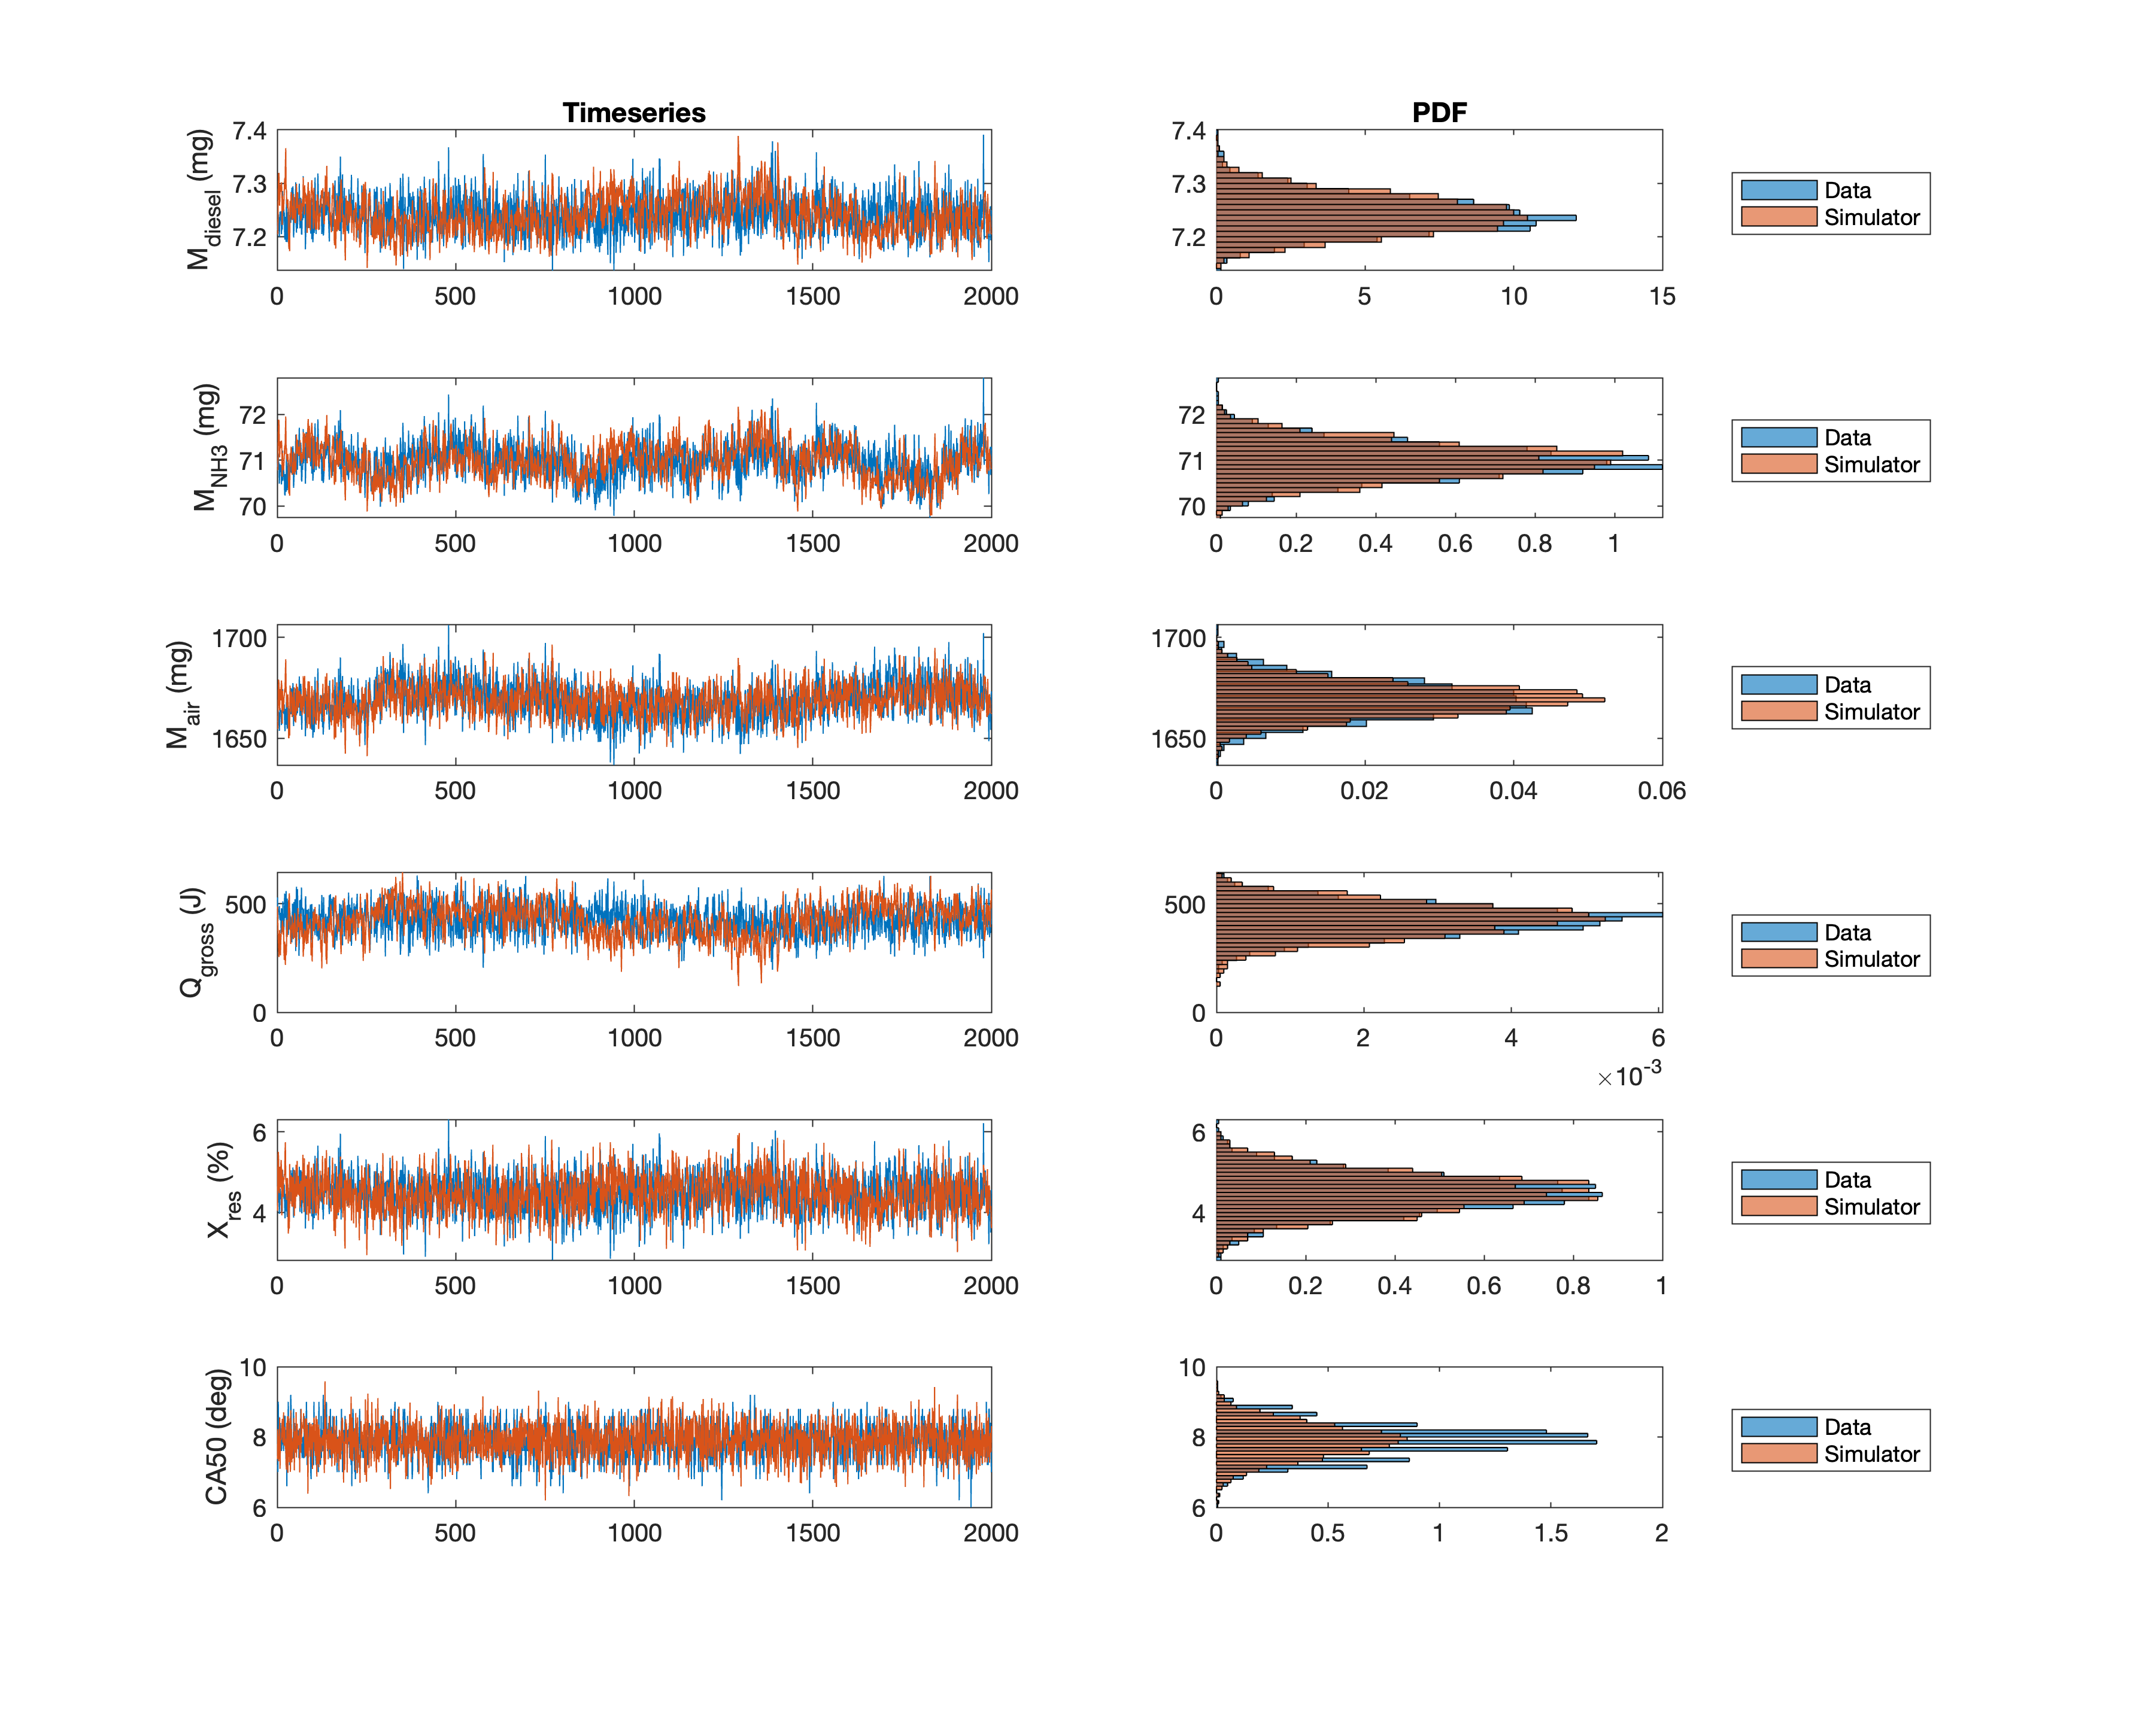 Timeseries
PDF
M_diesel (mg)
7.4
7.3
7.2
0 500 1000 1500 2000
7.4
7.3
7.2
0 5 10 15
Data
Simulator
M_NH3 (mg)
72
71
70
0 500 1000 1500 2000
72
71
70
0 0.2 0.4 0.6 0.8 1
Data
Simulator
M_air (mg)
1700
1650
0 500 1000 1500 2000
1700
1650
0 0.02 0.04 0.06
Data
Simulator
Q_gross (J)
500
0
0 500 1000 1500 2000
500
0
0 2 4 6
×10^-3
Data
Simulator
X_res (%)
6
4
0 500 1000 1500 2000
6
4
0 0.2 0.4 0.6 0.8 1
Data
Simulator
CA50 (deg)
10
8
6
0 500 1000 1500 2000
10
8
6
0 0.5 1 1.5 2
Data
Simulator